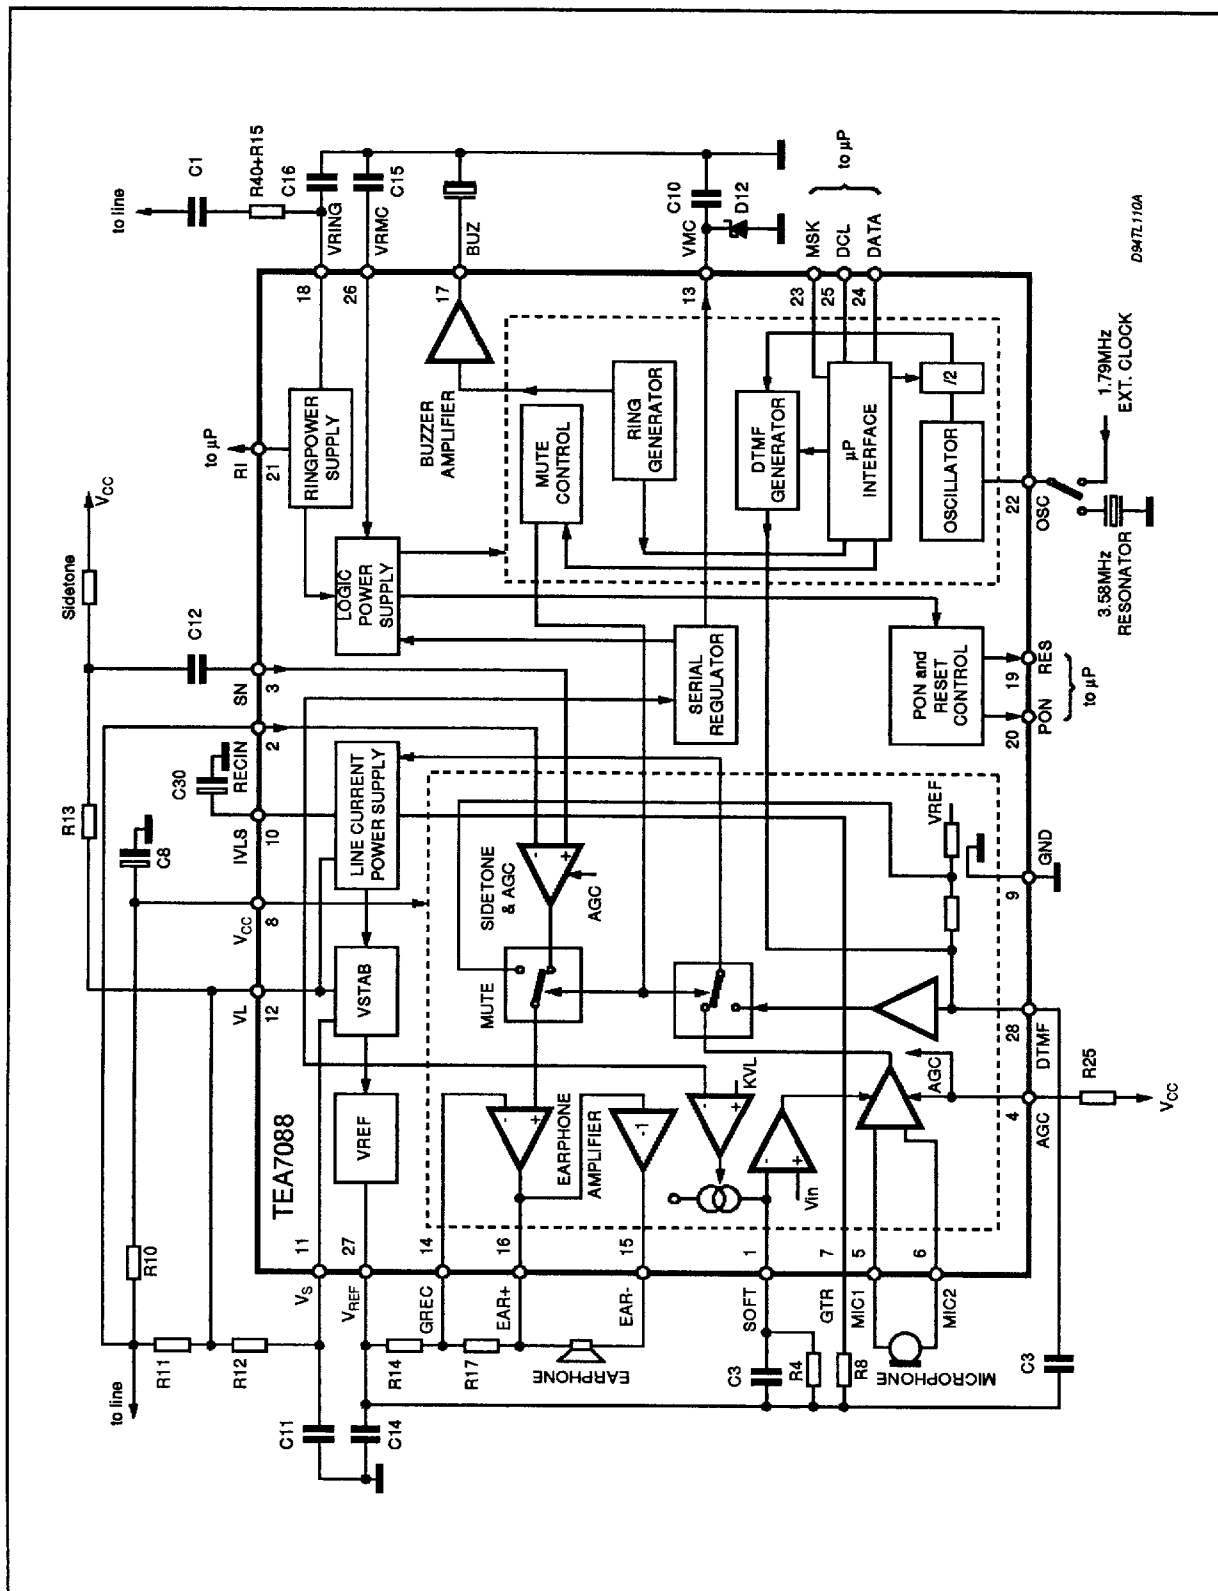 to line
C1
R40+R15
C16
C15
VRING
VRMC
BUZ
C10
D12
VMC
MSK
DCL
DATA
to µP
D94TL110A
18
26
17
13
23
25
24
to µP
RI
21
RINGPOWER
SUPPLY
BUZZER
AMPLIFIER
LOGIC
POWER
SUPPLY
MUTE
CONTROL
RING
GENERATOR
DTMF
GENERATOR
µP
INTERFACE
/2
OSCILLATOR
22
OSC
1.79MHz
EXT. CLOCK
3.58MHz
RESONATOR
VCC
Sidetone
C12
SN
3
SERIAL
REGULATOR
PON and
RESET
CONTROL
19
RES
20
PON
to µP
R13
C30
RECIN
2
IVLS
10
LINE CURRENT
POWER SUPPLY
C8
VCC
8
VL
12
VSTAB
VREF
SIDETONE
& AGC
-
+
AGC
MUTE
VREF
GND
9
28
DTMF
AGC
4
AGC
R25
VCC
EARPHONE
AMPLIFIER
-
+
-1
-
+
KVL
-
+
Vin
TEA7088
11
27
14
16
15
1
7
5
6
R10
VS
VREF
GREC
EAR+
EAR-
SOFT
GTR
MIC1
MIC2
to line
R11
R12
R14
R17
EARPHONE
C3
R4
R8
MICROPHONE
C3
C11
C14